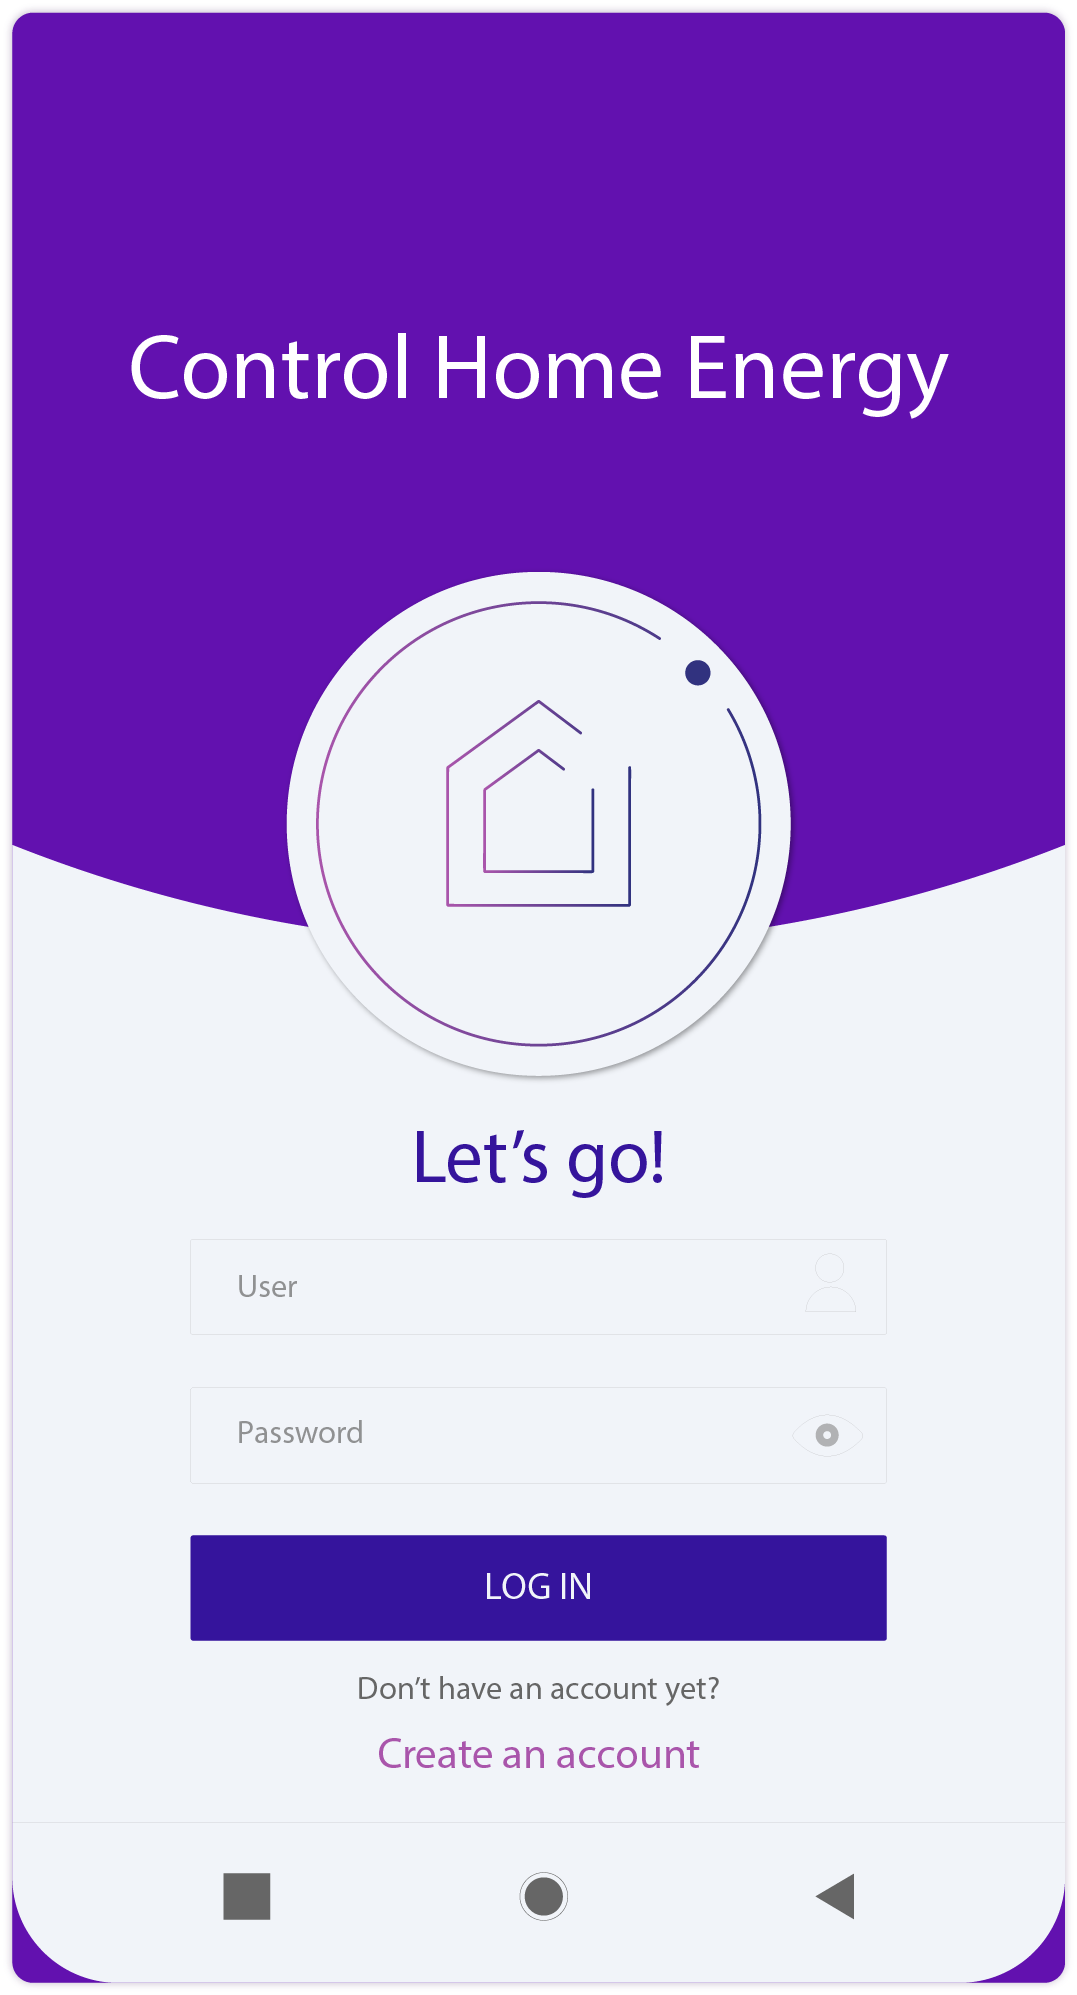 Control Home Energy
Let’s go!
User
Password
LOG IN
Don’t have an account yet?
Create an account